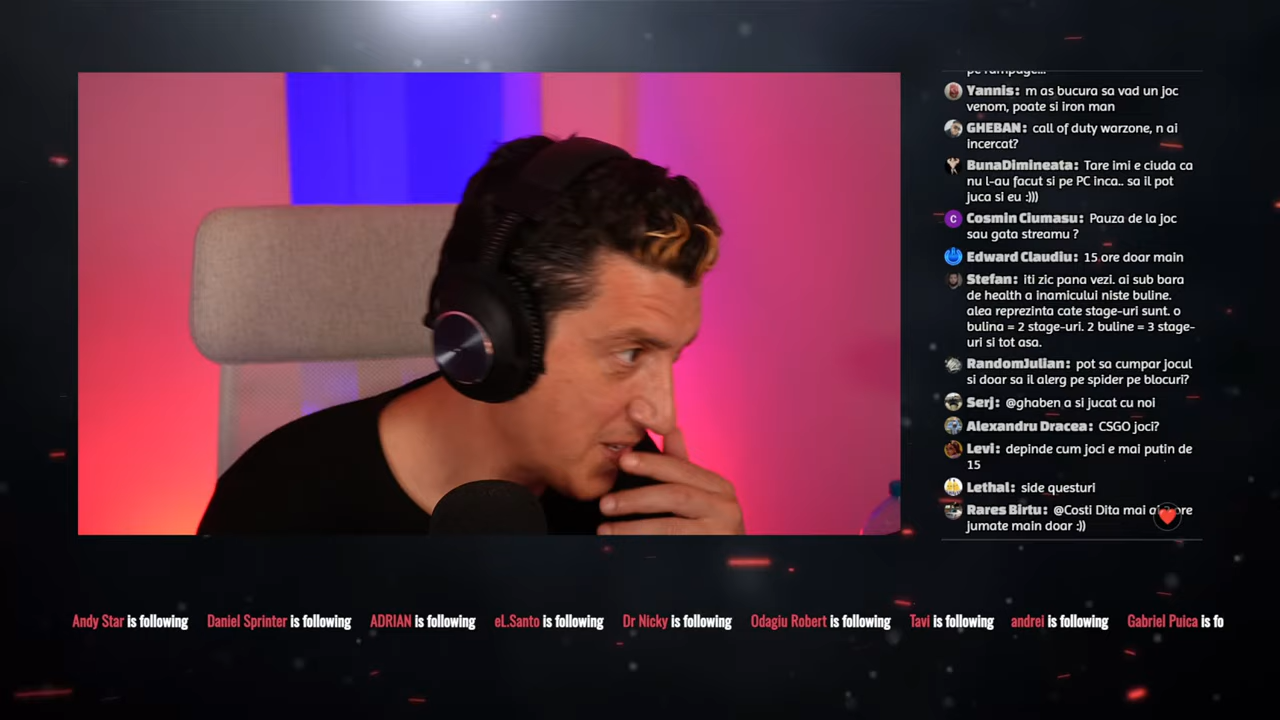 pe rampage...
Yannis: m as bucura sa vad un joc
venom, poate si iron man
GHEBAN: call of duty warzone, n ai
incercat?
BunaDimineata: Tare imi e ciuda ca
nu l-au facut si pe PC inca.. sa il pot
juca si eu :)))
C
Cosmin Ciumasu: Pauza de la joc
sau gata streamu ?
Edward Claudiu: 15 ore doar main
Stefan: iti zic pana vezi. ai sub bara
de health a inamicului niste buline.
alea reprezinta cate stage-uri sunt. o
bulina = 2 stage-uri. 2 buline = 3 stage-
uri si tot asa.
RandomJulian: pot sa cumpar jocul
si doar sa il alerg pe spider pe blocuri?
Serj: @ghaben a si jucat cu noi
Alexandru Dracea: CSGO joci?
Levi: depinde cum joci e mai putin de
15
Lethal: side questuri
Rares Birtu: @Costi Dita mai
jumate main doar :))
Andy Star is following Daniel Sprinter is following ADRIAN is following eL.Santo is following Dr Nicky is following Odagiu Robert is following Tavi is following andrei is following Gabriel Puica is fo